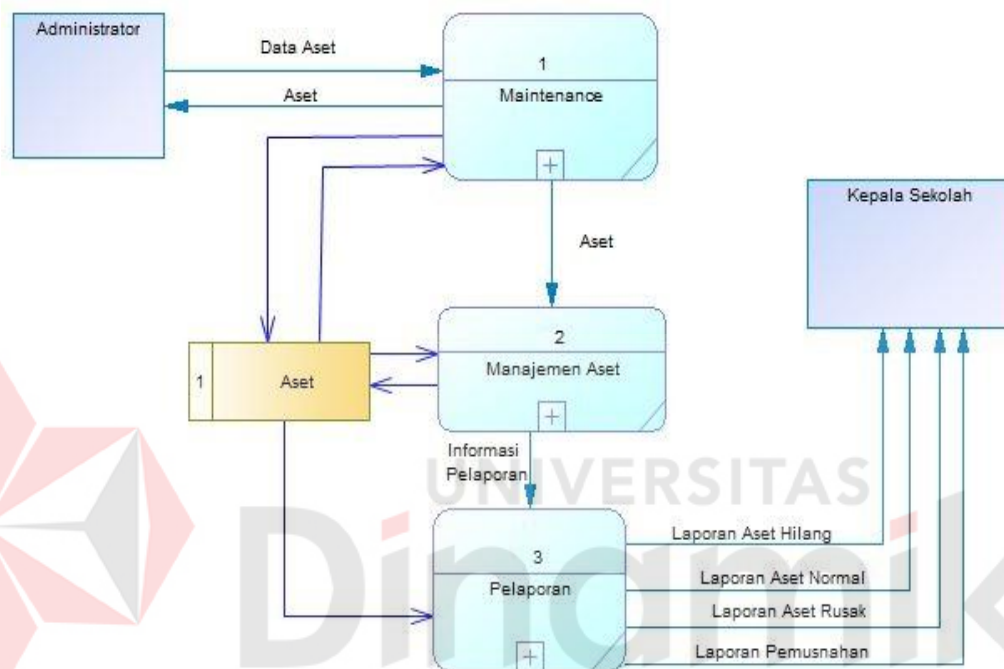 Administrator
Data Aset
Aset
1
Maintenance
Kepala Sekolah
Aset
2
Manajemen Aset
1
Aset
Informasi
Pelaporan
UNIVERSITAS
Dinamik
3
Pelaporan
Laporan Aset Hilang
Laporan Aset Normal
Laporan Aset Rusak
Laporan Pemusnahan